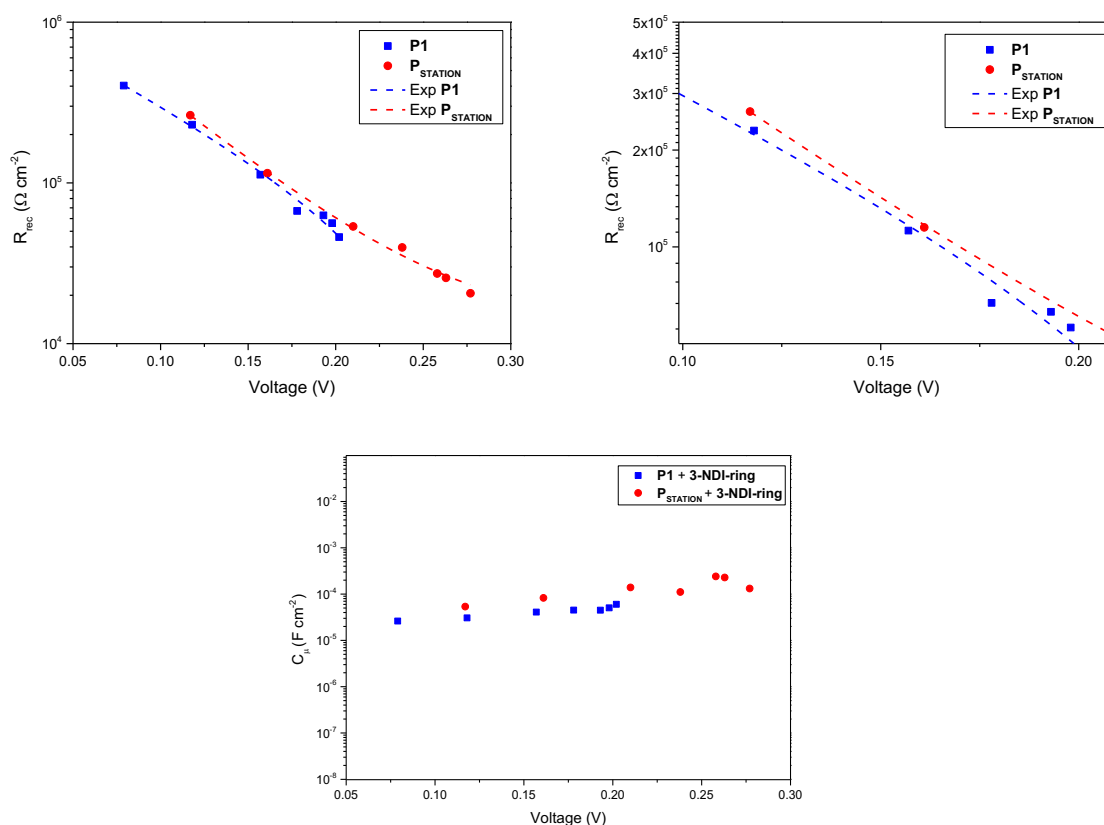 10^6
10^5
10^4
R_rec (Ω cm^-2)
0.05 0.10 0.15 0.20 0.25 0.30
Voltage (V)
P1
P_STATION
Exp P1
Exp P_STATION
5x10^5
4x10^5
3x10^5
2x10^5
10^5
R_rec (Ω cm^-2)
0.10 0.15 0.20
Voltage (V)
P1
P_STATION
Exp P1
Exp P_STATION
10^-2
10^-3
10^-4
10^-5
10^-6
10^-7
10^-8
C_μ (F cm^-2)
0.05 0.10 0.15 0.20 0.25 0.30
Voltage (V)
P1 + 3-NDI-ring
P_STATION + 3-NDI-ring